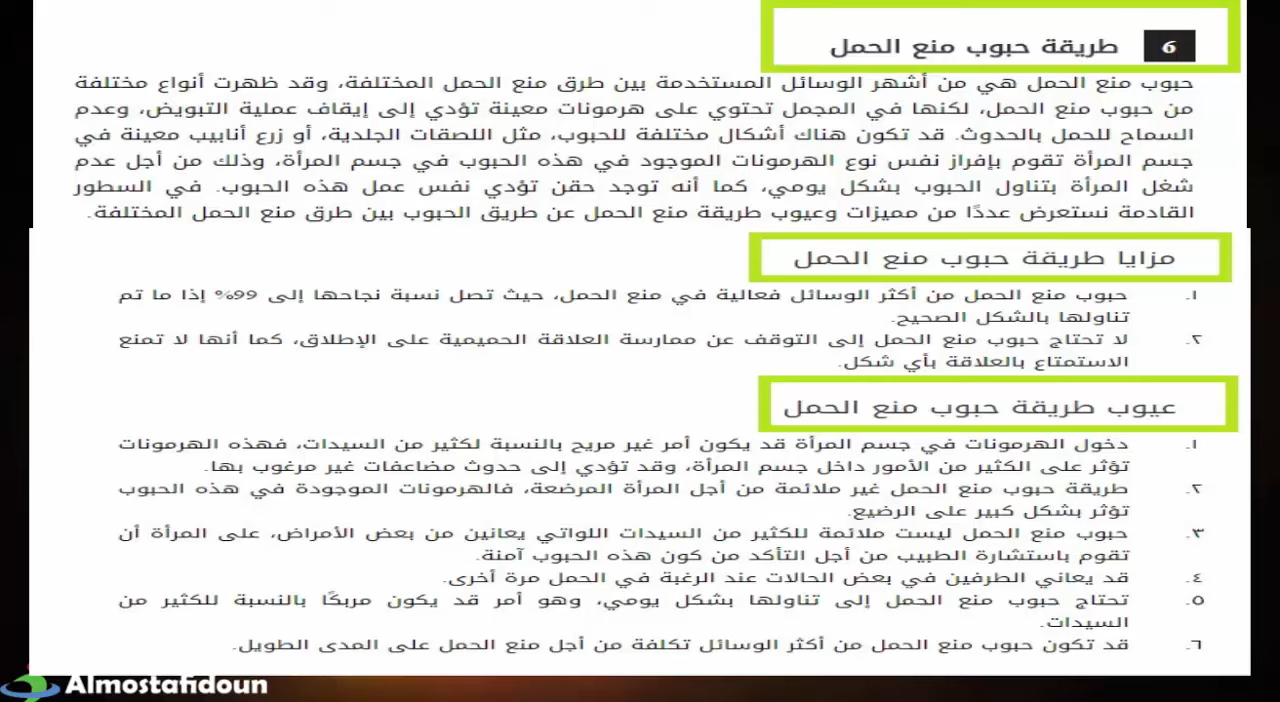 6 طريقة حبوب منع الحمل
حبوب منع الحمل هي من أشهر الوسائل المستخدمة بين طرق منع الحمل المختلفة، وقد ظهرت أنواع مختلفة
من حبوب منع الحمل، لكنها في المجمل تحتوي على هرمونات معينة تؤدي إلى إيقاف عملية التبويض، وعدم
السماح للحمل بالحدوث. قد تكون هناك أشكال مختلفة للحبوب، مثل اللصقات الجلدية، أو زرع أنابيب معينة في
جسم المرأة تقوم بإفراز نفس نوع الهرمونات الموجود في هذه الحبوب في جسم المرأة، وذلك من أجل عدم
شغل المرأة بتناول الحبوب بشكل يومي، كما أنه توجد حقن تؤدي نفس عمل هذه الحبوب. في السطور
القادمة نستعرض عددًا من مميزات وعيوب طريقة منع الحمل عن طريق الحبوب بين طرق منع الحمل المختلفة.
مزايا طريقة حبوب منع الحمل
١. حبوب منع الحمل من أكثر الوسائل فعالية في منع الحمل، حيث تصل نسبة نجاحها إلى 99% إذا ما تم
تناولها بالشكل الصحيح.
٢. لا تحتاج حبوب منع الحمل إلى التوقف عن ممارسة العلاقة الحميمية على الإطلاق، كما أنها لا تمنع
الاستمتاع بالعلاقة بأي شكل.
عيوب طريقة حبوب منع الحمل
١. دخول الهرمونات في جسم المرأة قد يكون أمر غير مريح بالنسبة لكثير من السيدات، فهذه الهرمونات
تؤثر على الكثير من الأمور داخل جسم المرأة، وقد تؤدي إلى حدوث مضاعفات غير مرغوب بها.
٢. طريقة حبوب منع الحمل غير ملائمة من أجل المرأة المرضعة، فالهرمونات الموجودة في هذه الحبوب
تؤثر بشكل كبير على الرضيع.
٣. حبوب منع الحمل ليست ملائمة للكثير من السيدات اللواتي يعانين من بعض الأمراض، على المرأة أن
تقوم باستشارة الطبيب من أجل التأكد من كون هذه الحبوب آمنة.
٤. قد يعاني الطرفين في بعض الحالات عند الرغبة في الحمل مرة أخرى.
٥. تحتاج حبوب منع الحمل إلى تناولها بشكل يومي، وهو أمر قد يكون مربكًا بالنسبة للكثير من
السيدات.
٦. قد تكون حبوب منع الحمل من أكثر الوسائل تكلفة من أجل منع الحمل على المدى الطويل.
Almostafidoun